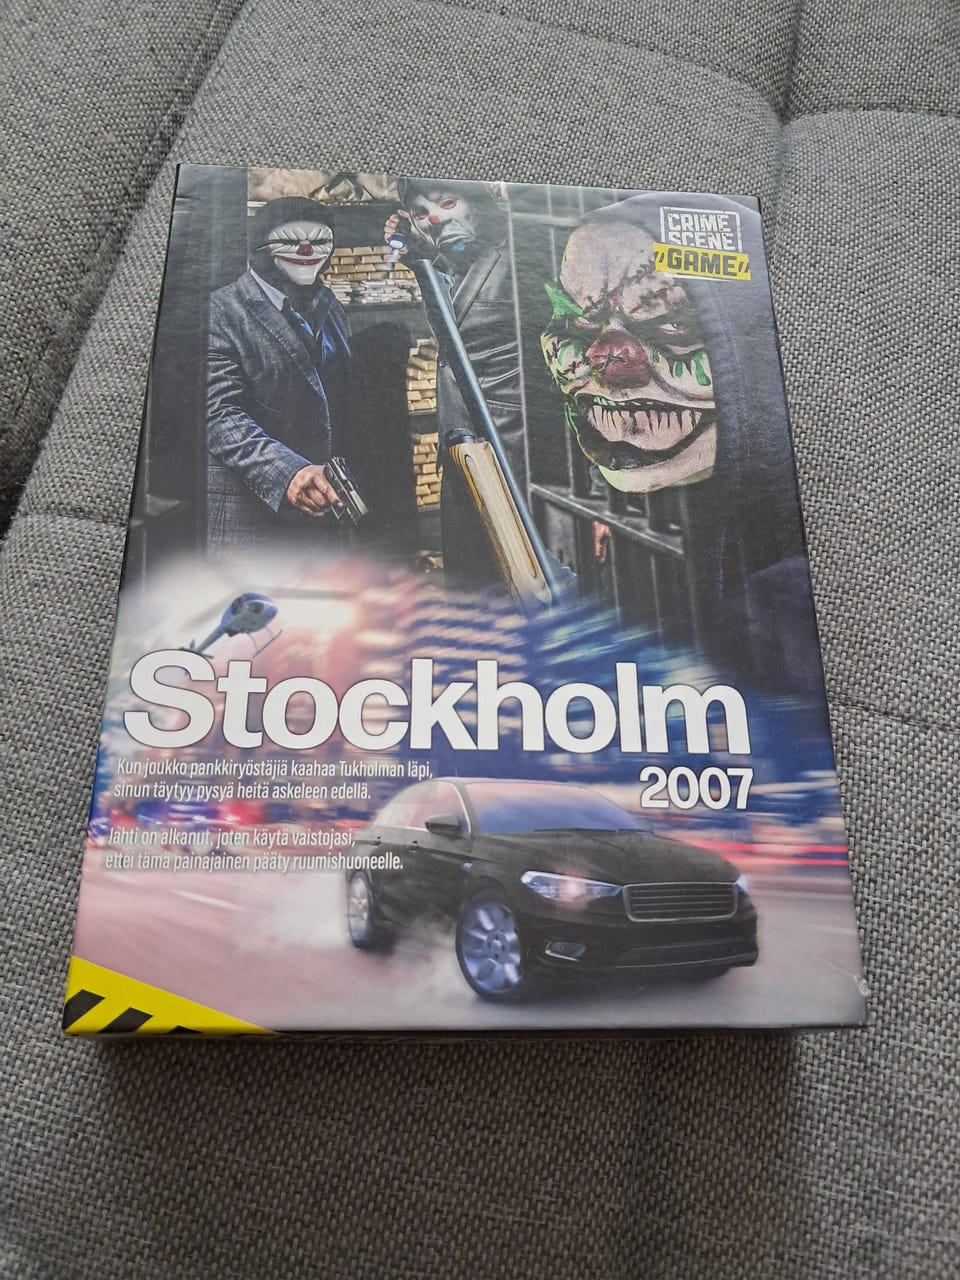 CRIME
SCENE
GAME
Stockholm
2007
Kun joukko pankkiryöstäjiä kaahaa Tukholman läpi,
sinun täytyy pysyä heitä askeleen edellä.
Jahti on alkanut, joten käytä vaistojasi,
ettei tämä painajainen pääty ruumishuoneelle.